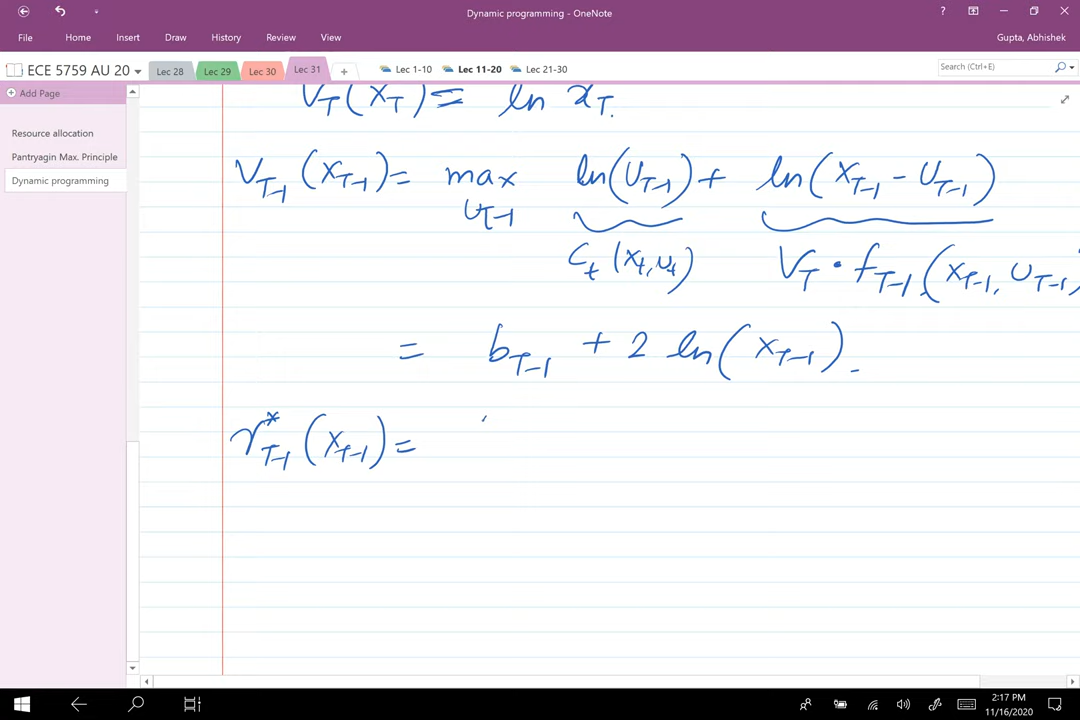 Dynamic programming - OneNote
Gupta, Abhishek
File Home Insert Draw History Review View
ECE 5759 AU 20 Lec 28 Lec 29 Lec 30 Lec 31 Lec 1-10 Lec 11-20 Lec 21-30 Search (Ctrl+E)
Add Page
Resource allocation
Pantryagin Max. Principle
Dynamic programming
V_T(x_T) = ln x_T.
V_{T-1}(x_{T-1}) = max_{u_{T-1}} ln(u_{T-1}) + ln(x_{T-1} - u_{T-1})
C_t(x_t, u_t) V_T • f_{T-1}(x_{T-1}, u_{T-1})
= b_{T-1} + 2 ln(x_{T-1}).
γ*_{T-1}(x_{T-1}) =
2:17 PM
11/16/2020